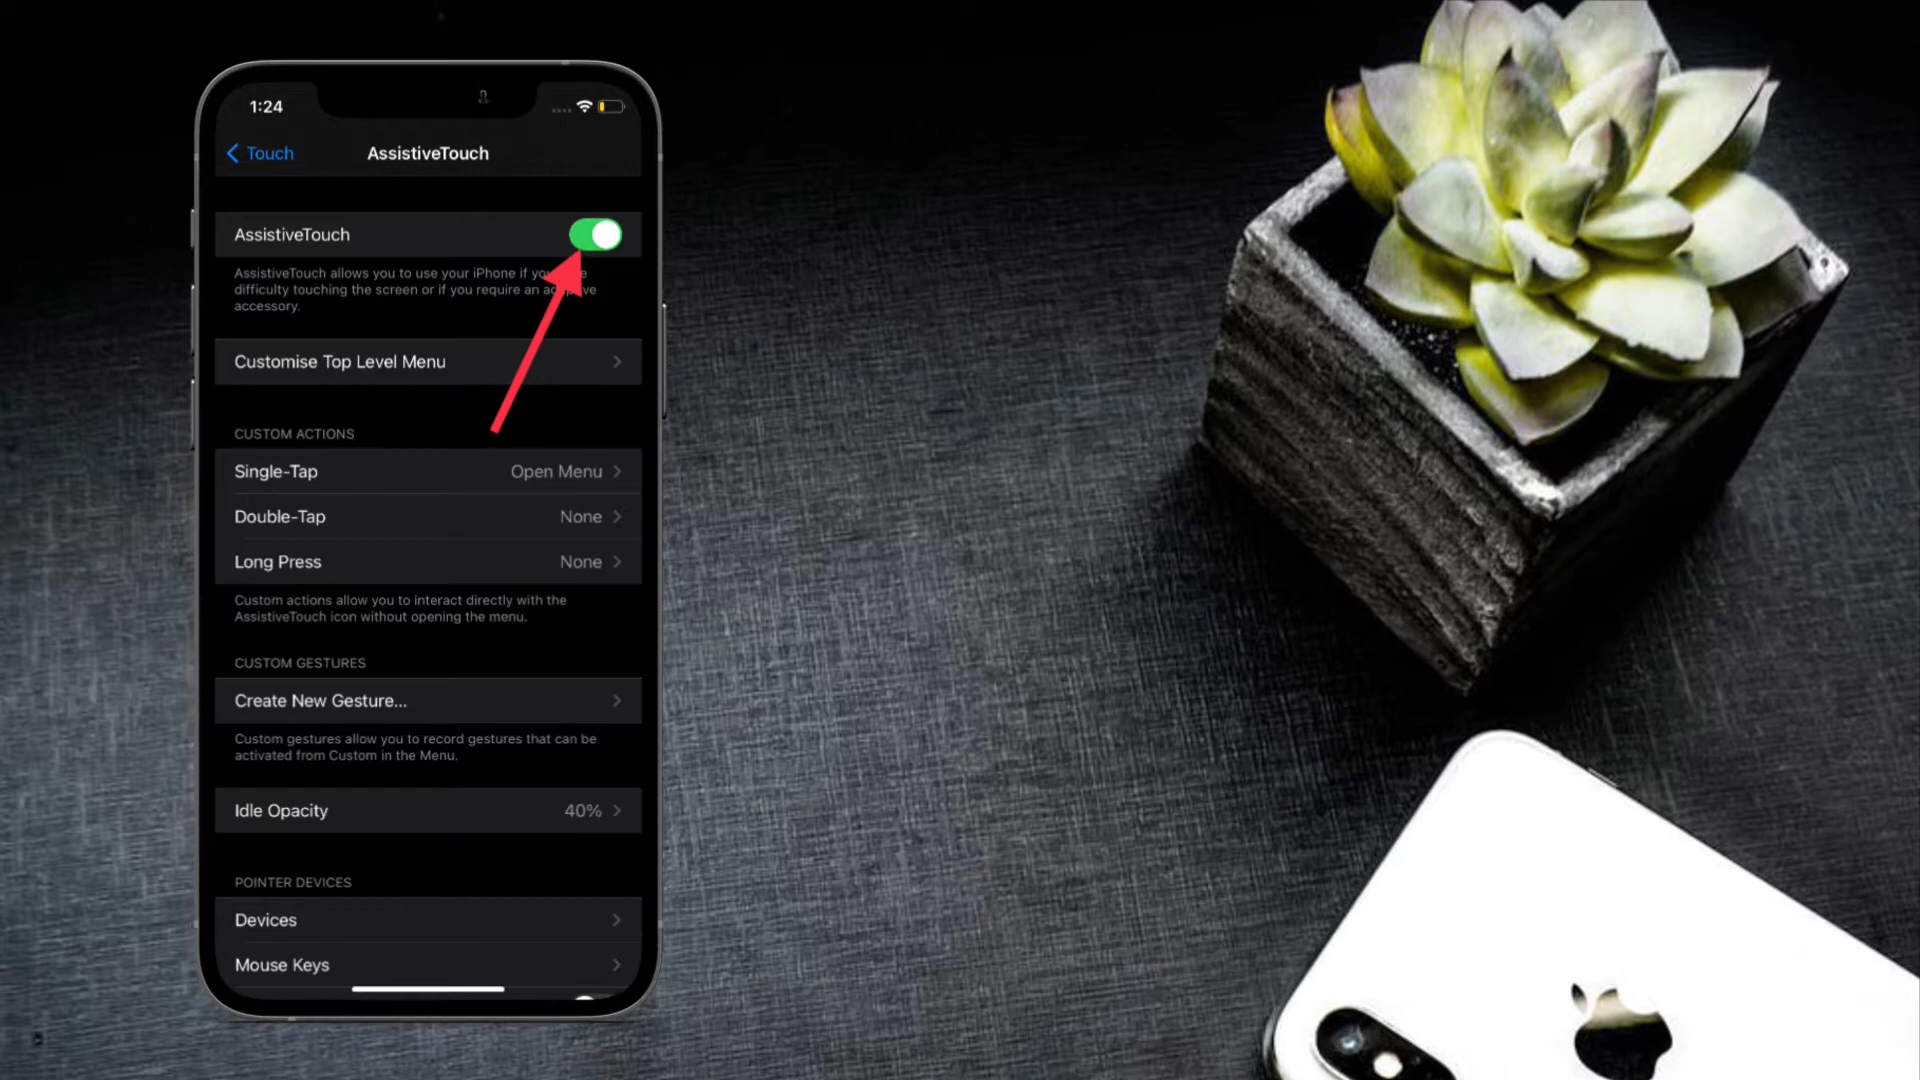 1:24
Touch
AssistiveTouch
AssistiveTouch
AssistiveTouch allows you to use your iPhone if you
difficulty touching the screen or if you require an
accessory.
Customise Top Level Menu
CUSTOM ACTIONS
Single-Tap Open Menu
Double-Tap None
Long Press None
Custom actions allow you to interact directly with the
AssistiveTouch icon without opening the menu.
CUSTOM GESTURES
Create New Gesture...
Custom gestures allow you to record gestures that can be
activated from Custom in the Menu.
Idle Opacity 40%
POINTER DEVICES
Devices
Mouse Keys